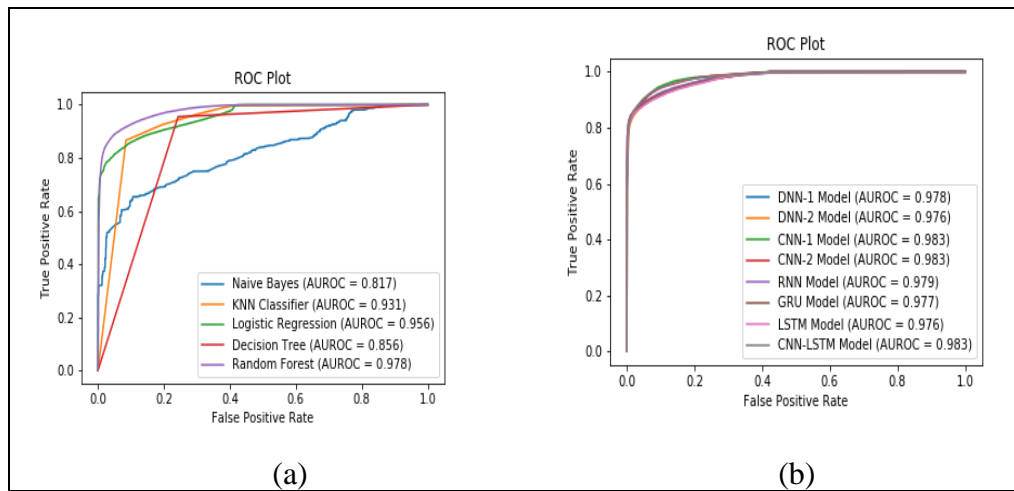 ROC Plot
1.0
0.8
0.6
0.4
0.2
0.0
True Positive Rate
Naive Bayes (AUROC = 0.817)
KNN Classifier (AUROC = 0.931)
Logistic Regression (AUROC = 0.956)
Decision Tree (AUROC = 0.856)
Random Forest (AUROC = 0.978)
0.0 0.2 0.4 0.6 0.8 1.0
False Positive Rate
(a)
ROC Plot
1.0
0.8
0.6
0.4
0.2
0.0
True Positive Rate
DNN-1 Model (AUROC = 0.978)
DNN-2 Model (AUROC = 0.976)
CNN-1 Model (AUROC = 0.983)
CNN-2 Model (AUROC = 0.983)
RNN Model (AUROC = 0.979)
GRU Model (AUROC = 0.977)
LSTM Model (AUROC = 0.976)
CNN-LSTM Model (AUROC = 0.983)
0.0 0.2 0.4 0.6 0.8 1.0
False Positive Rate
(b)